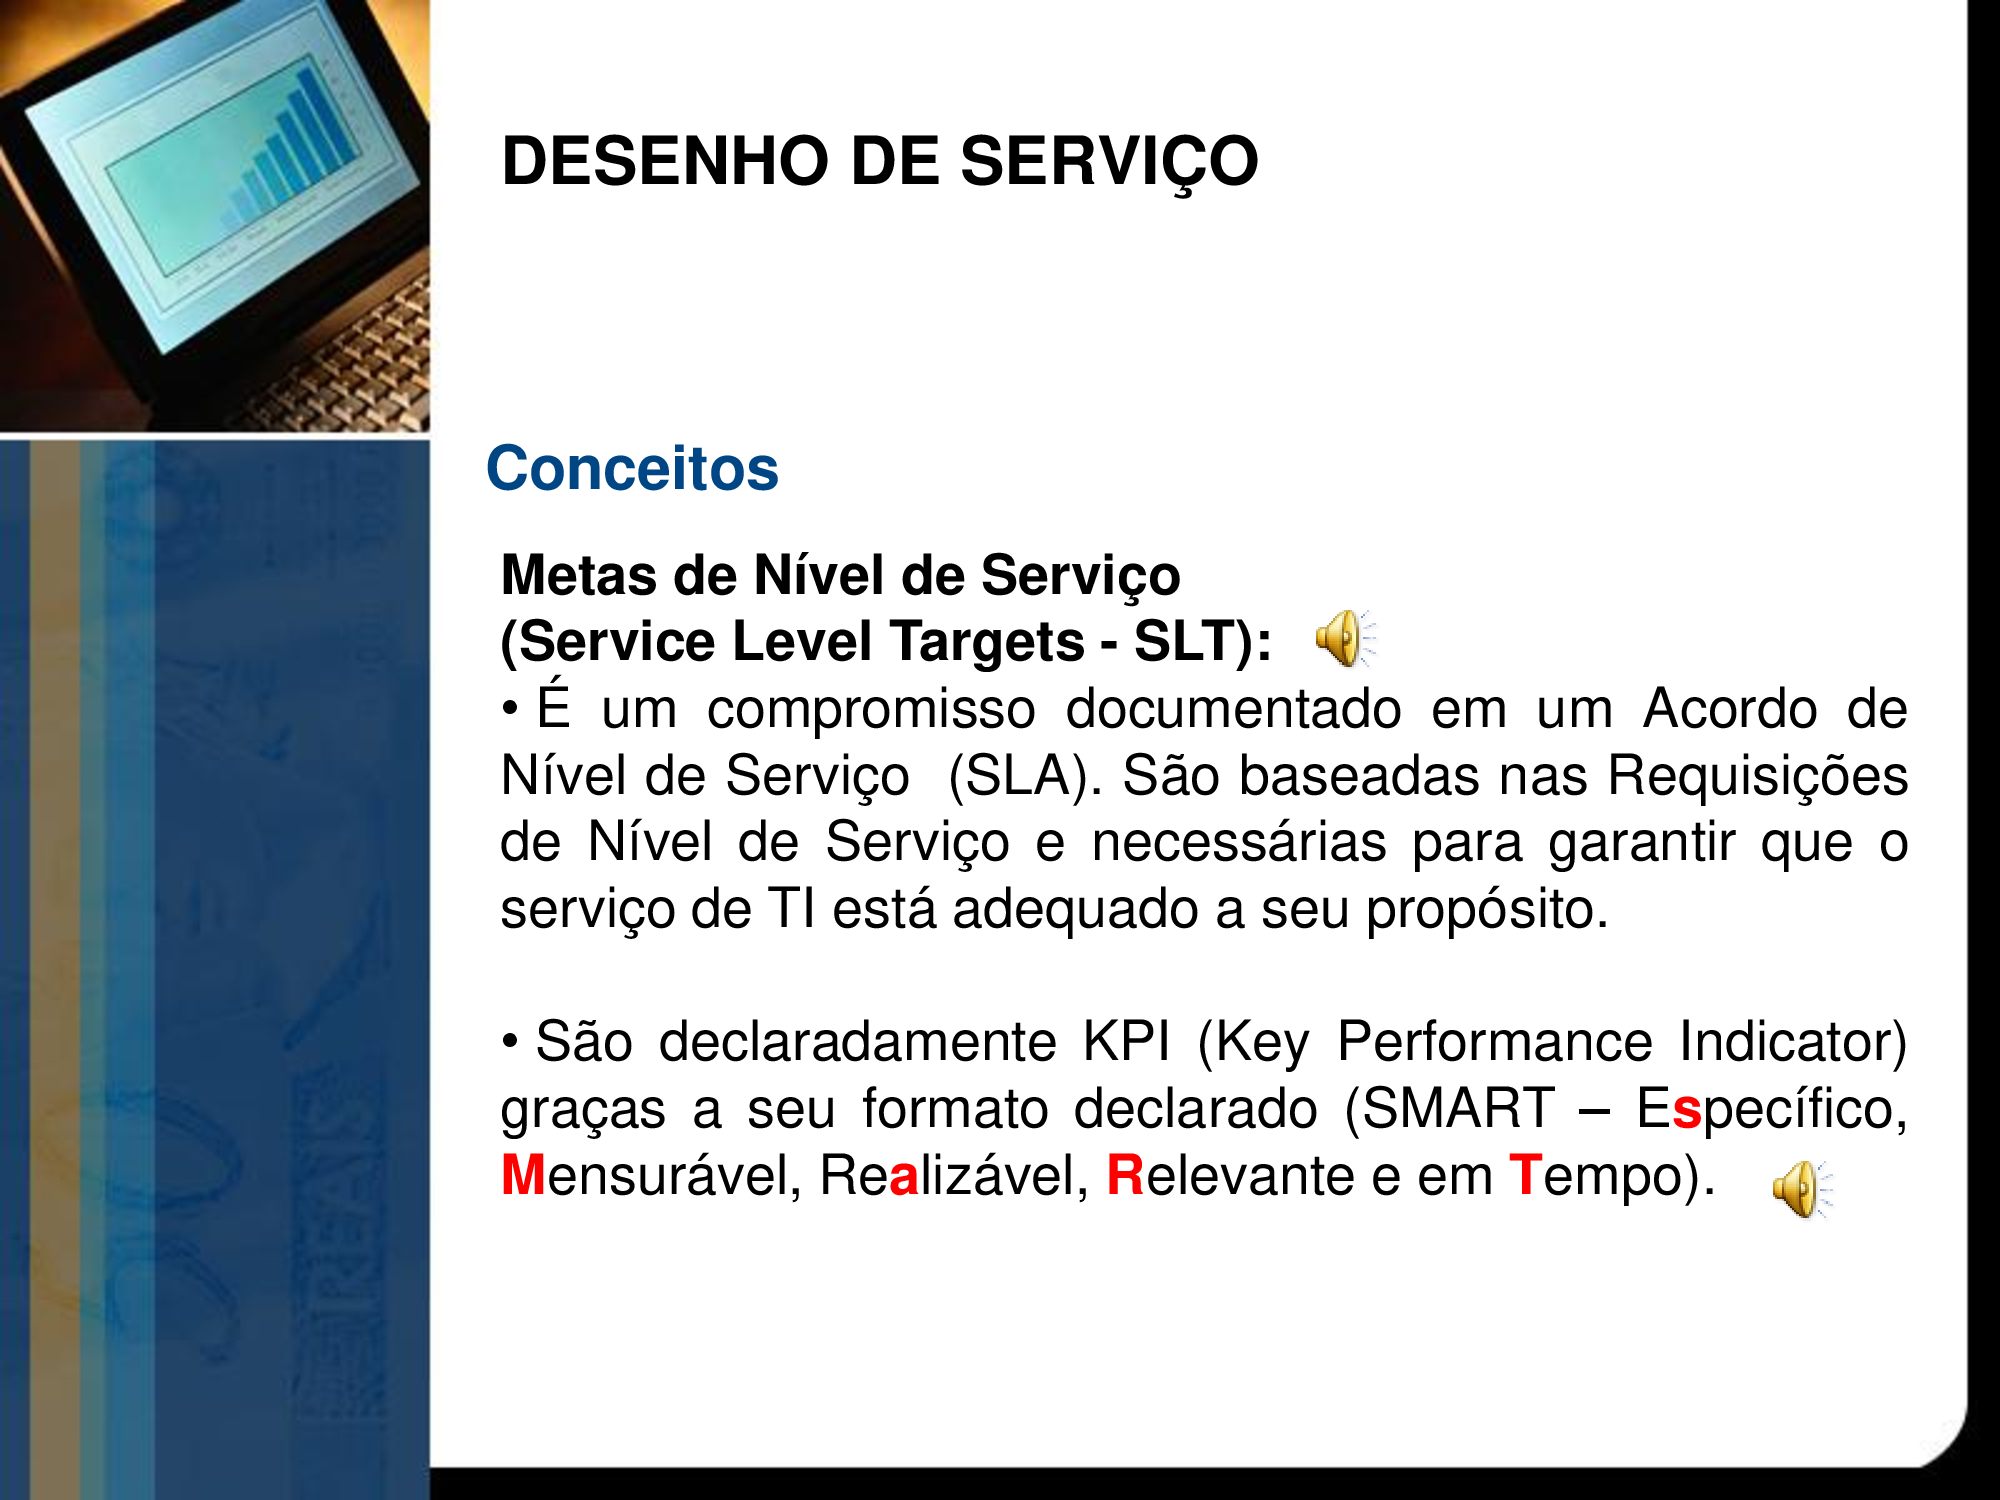 DESENHO DE SERVIÇO
Conceitos
Metas de Nível de Serviço
(Service Level Targets - SLT):
• É um compromisso documentado em um Acordo de
Nível de Serviço (SLA). São baseadas nas Requisições
de Nível de Serviço e necessárias para garantir que o
serviço de TI está adequado a seu propósito.
• São declaradamente KPI (Key Performance Indicator)
graças a seu formato declarado (SMART – Específico,
Mensurável, Realizável, Relevante e em Tempo).
REAIS